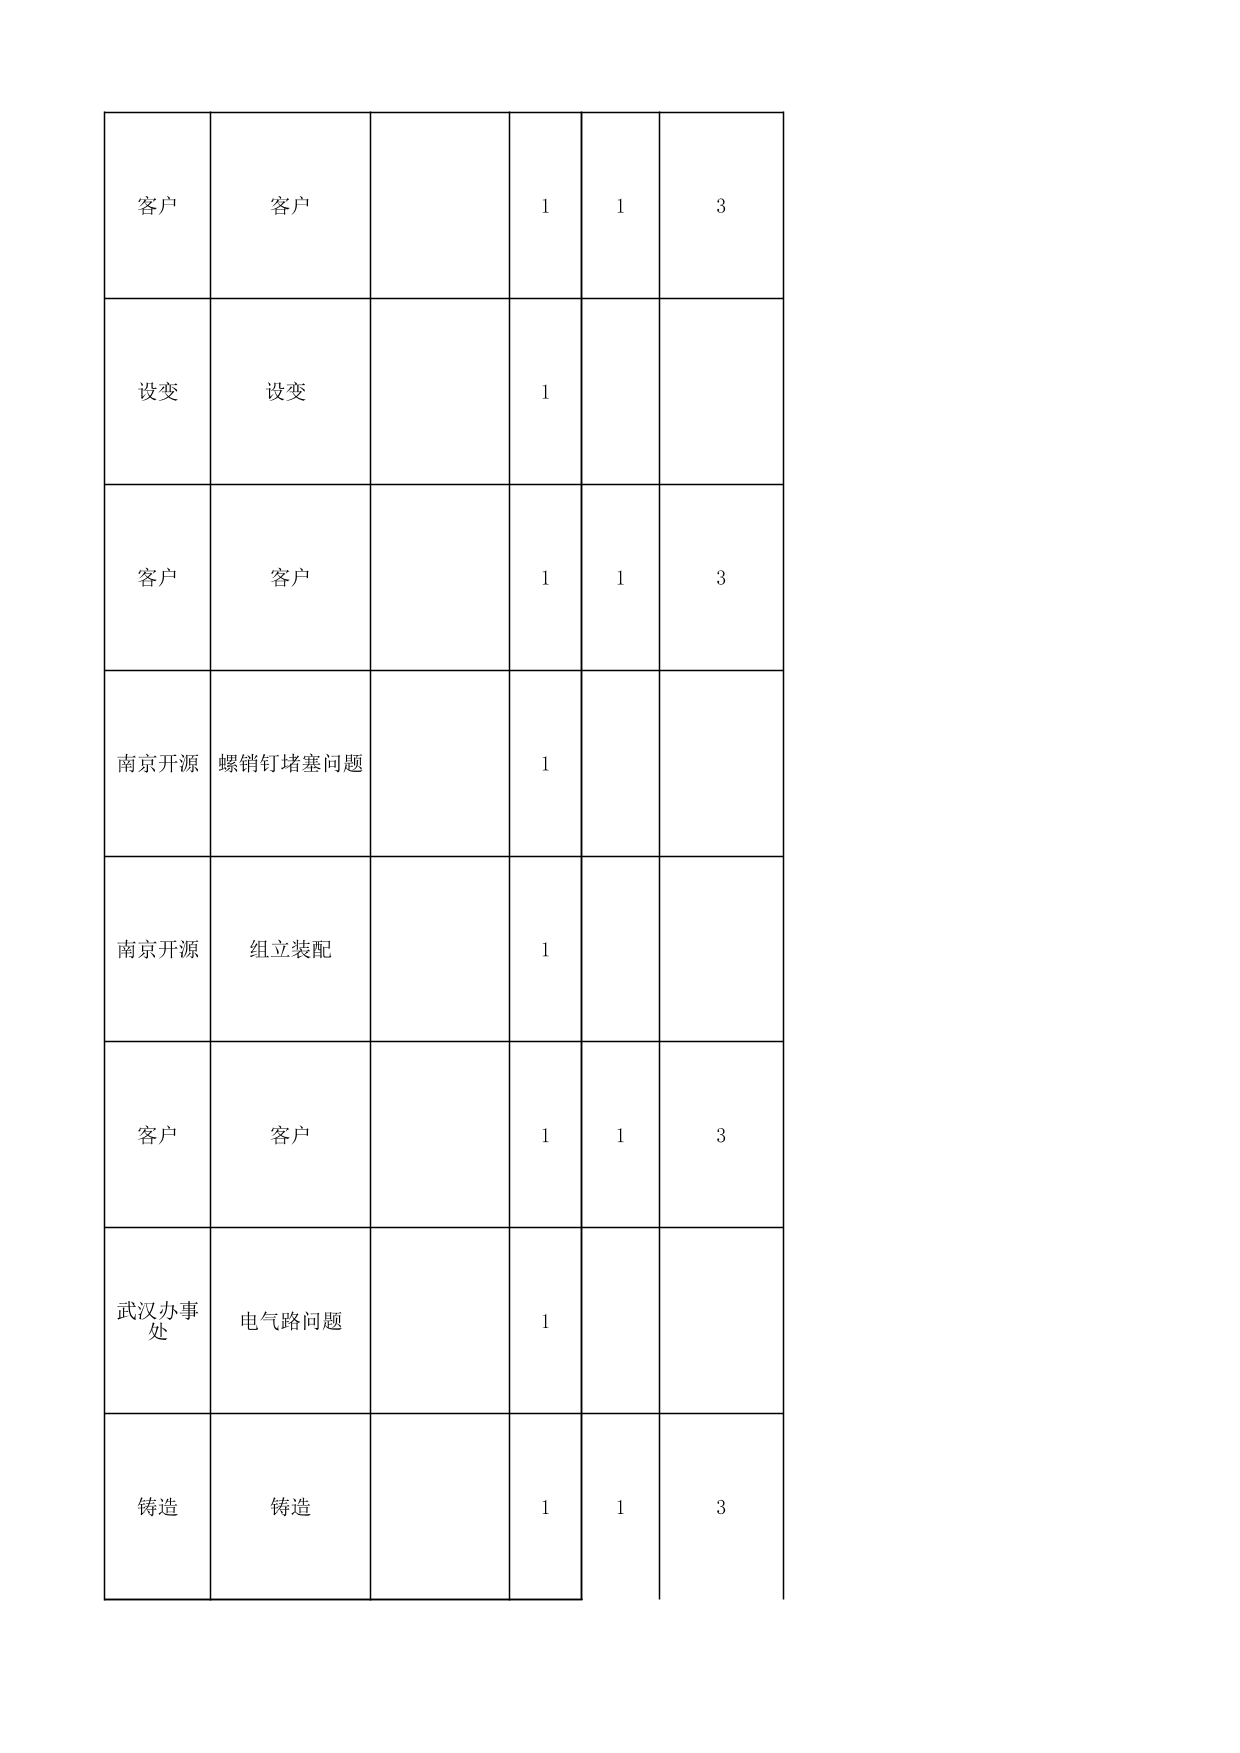 客户 客户 1 1 3
设变 设变 1
客户 客户 1 1 3
南京开源 螺销钉堵塞问题 1
南京开源 组立装配 1
客户 客户 1 1 3
武汉办事
处 电气路问题 1
铸造 铸造 1 1 3